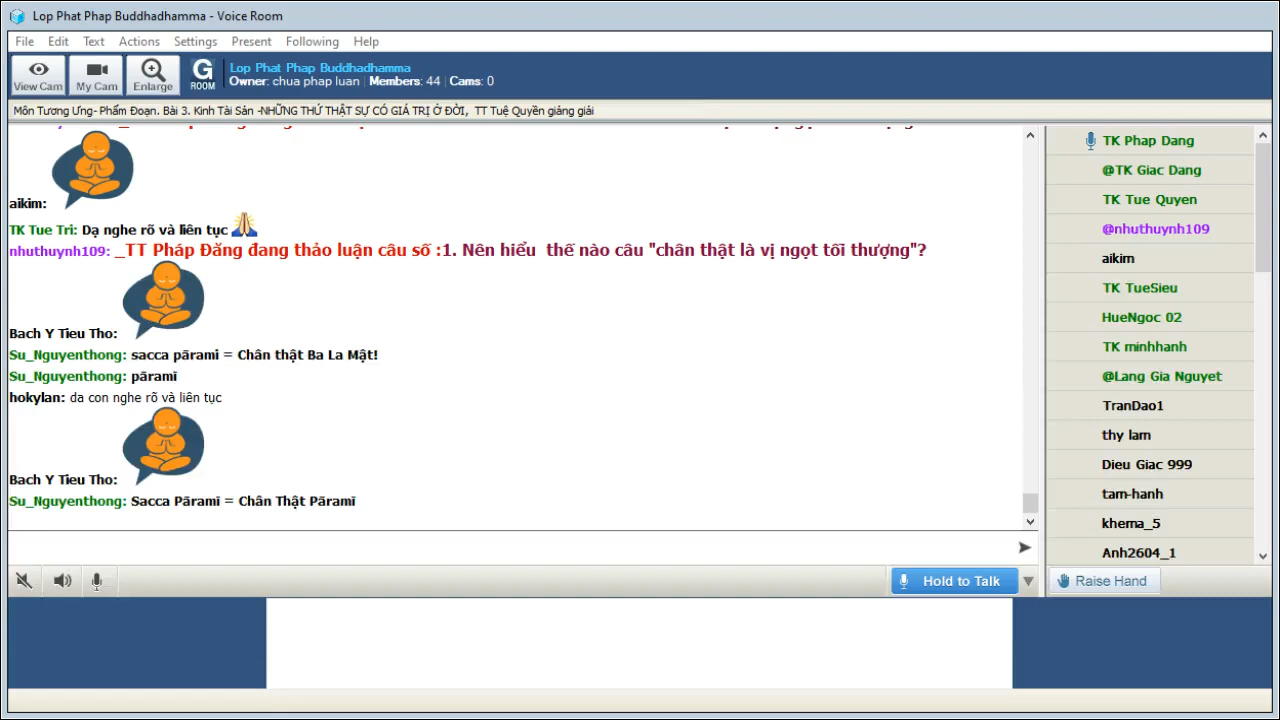 Lop Phat Phap Buddhadhamma - Voice Room
File Edit Text Actions Settings Present Following Help
View Cam My Cam Enlarge G ROOM
Lop Phat Phap Buddhadhamma
Owner: chua phap luan Members: 44 Cams: 0
Môn Tương Ưng- Phẩm Đoạn. Bài 3. Kinh Tài Sản -NHỮNG THỨ THẬT SỰ CÓ GIÁ TRỊ Ở ĐỜI, TT Tuệ Quyền giảng giải
aikim:
TK Tue Tri: Dạ nghe rõ và liên tục
nhuthuynh109: _TT Pháp Đăng đang thảo luận câu số :1. Nên hiểu thế nào câu "chân thật là vị ngọt tối thượng"?
Bach Y Tieu Tho:
Su_Nguyenthong: sacca pārami = Chân thật Ba La Mật!
Su_Nguyenthong: pāramī
hokylan: da con nghe rõ và liên tục
Bach Y Tieu Tho:
Su_Nguyenthong: Sacca Pāramī = Chân Thật Pāramī
TK Phap Dang
@TK Giac Dang
TK Tue Quyen
@nhuthuynh109
aikim
TK TueSieu
HueNgoc 02
TK minhhanh
@Lang Gia Nguyet
TranDao1
thy lam
Dieu Giac 999
tam-hanh
khema_5
Anh2604_1
Hold to Talk
Raise Hand